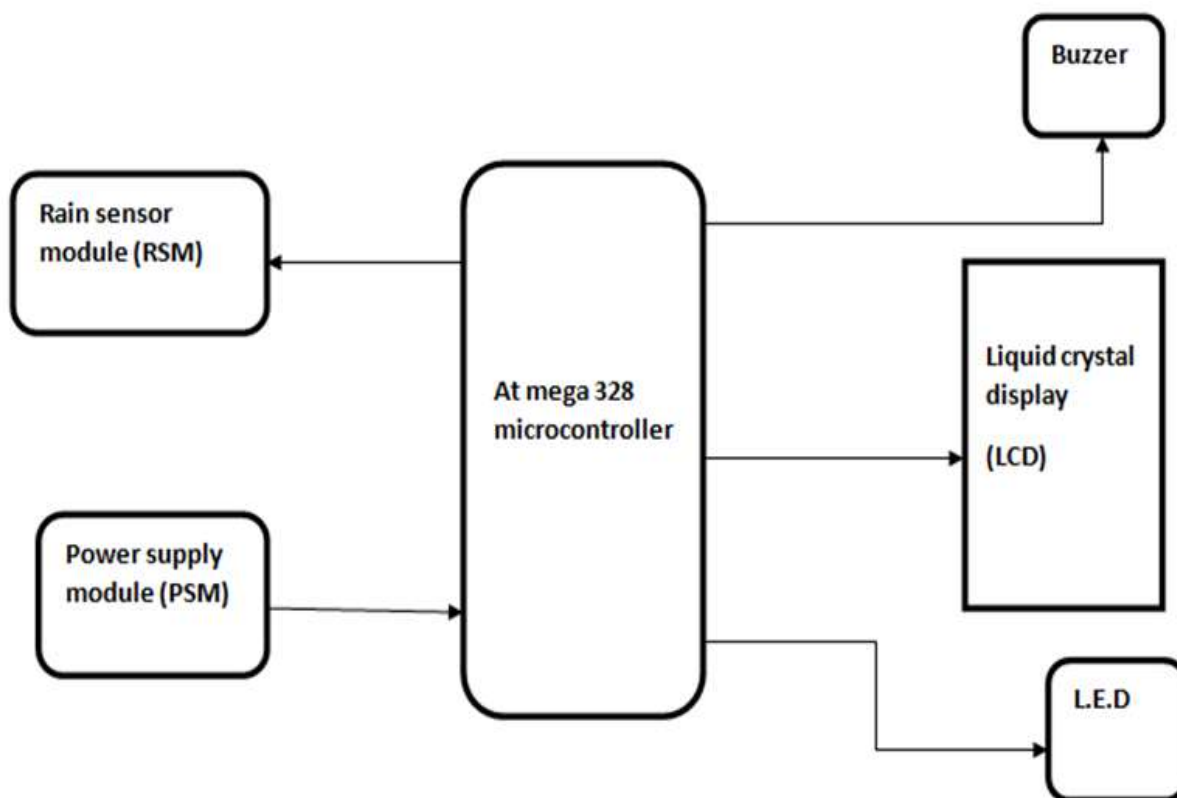 Buzzer
Rain sensor
module (RSM)
At mega 328
microcontroller
Liquid crystal
display
(LCD)
Power supply
module (PSM)
L.E.D